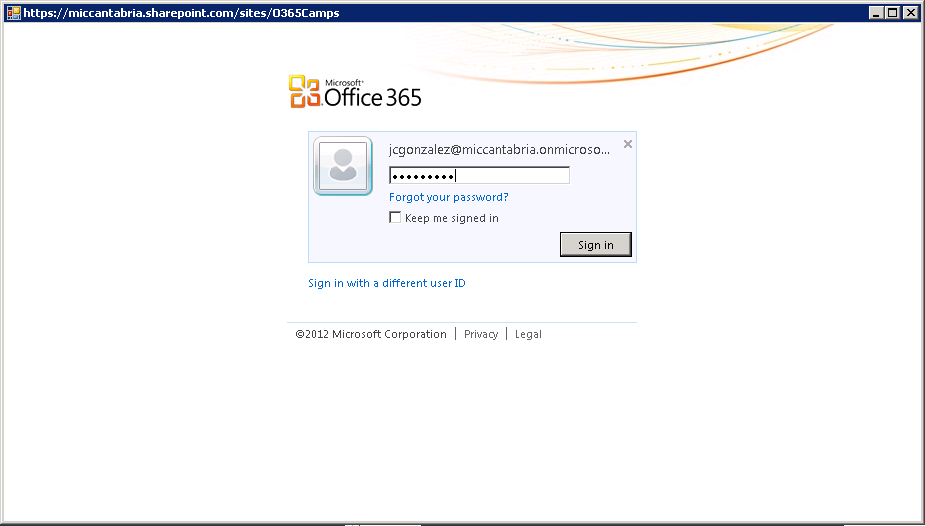 https://miccantabria.sharepoint.com/sites/O365Camps
Microsoft®
Office 365
jcgonzalez@miccantabria.onmicroso...
•••••••••
Forgot your password?
Keep me signed in
Sign in
Sign in with a different user ID
©2012 Microsoft Corporation | Privacy | Legal